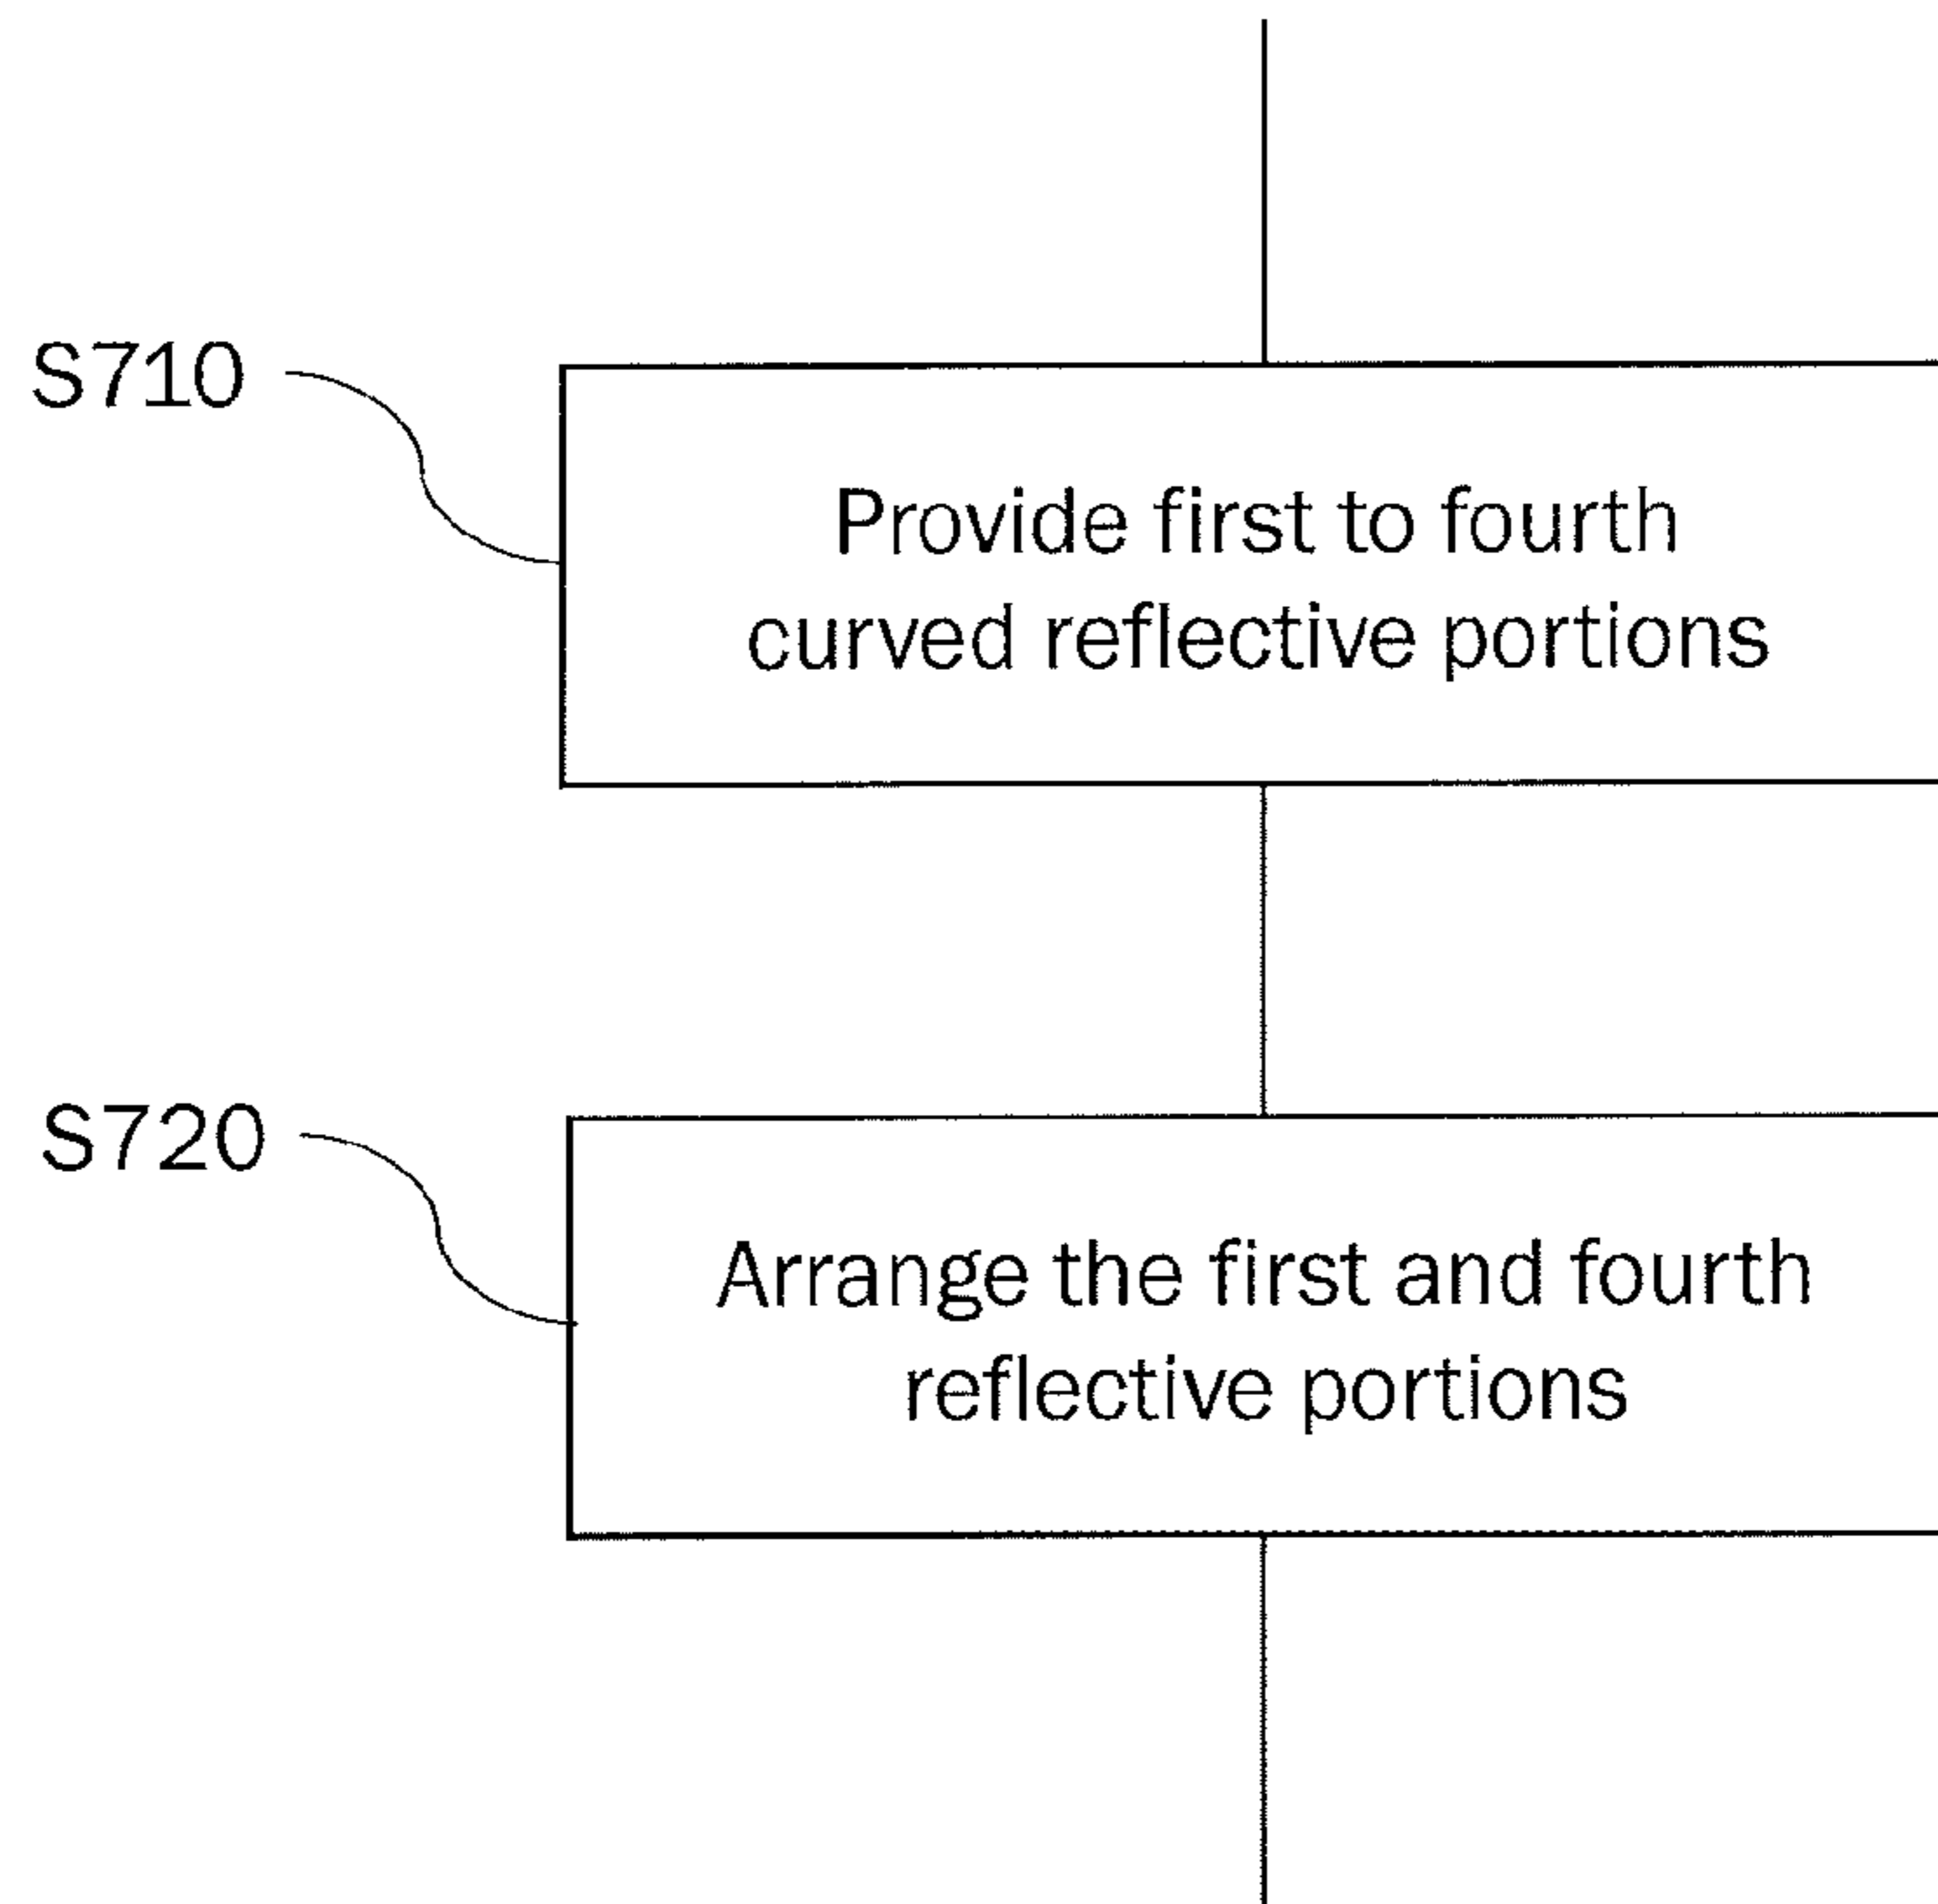 S710
Provide first to fourth
curved reflective portions
S720
Arrange the first and fourth
reflective portions